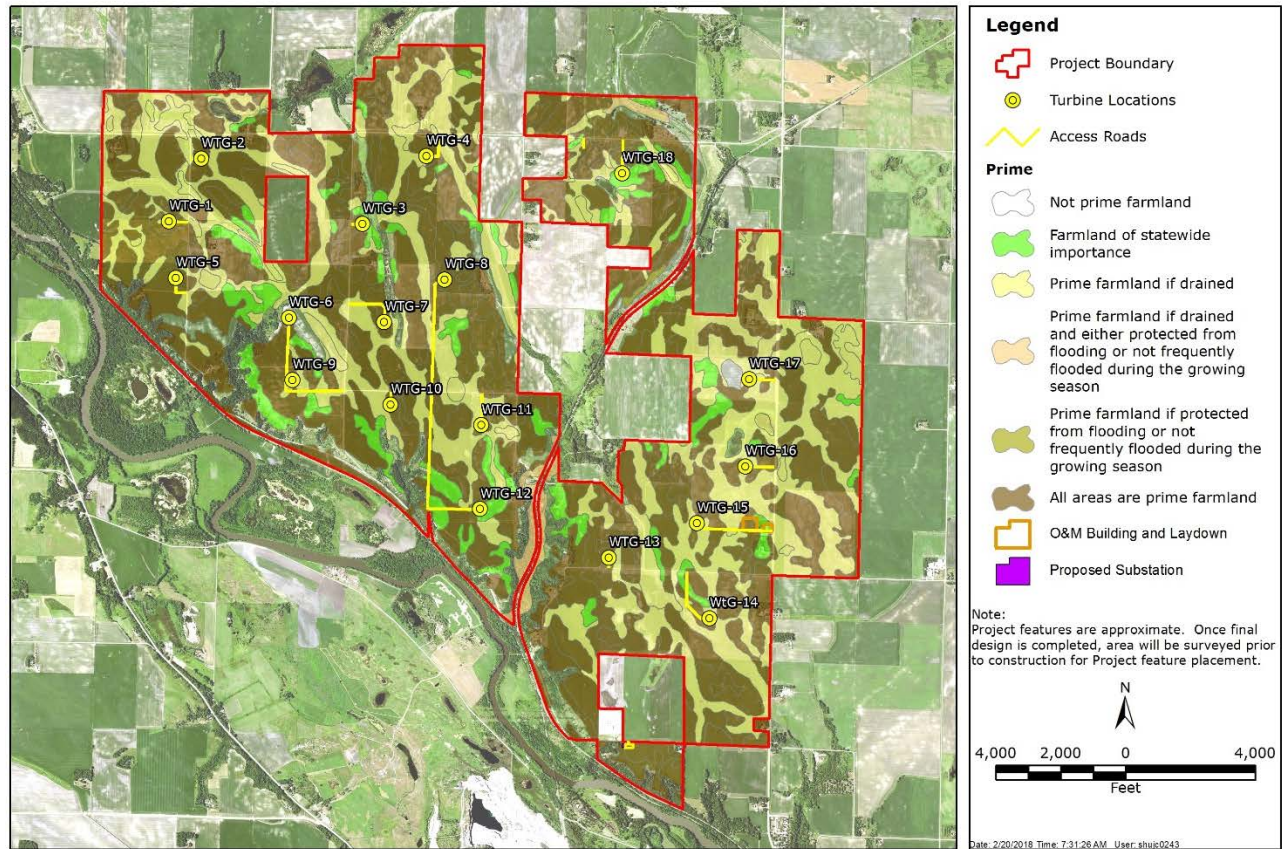 WTG-4
WTG-2
WTG-18
WTG-1
WTG-3
WTG-5
WTG-8
WTG-6
WTG-7
WTG-17
WTG-9
WTG-10
WTG-11
WTG-16
WTG-12
WTG-15
WTG-13
WtG-14
Legend
Project Boundary
Turbine Locations
Access Roads
Prime
Not prime farmland
Farmland of statewide
importance
Prime farmland if drained
Prime farmland if drained
and either protected from
flooding or not frequently
flooded during the growing
season
Prime farmland if protected
from flooding or not
frequently flooded during the
growing season
All areas are prime farmland
O&M Building and Laydown
Proposed Substation
Note:
Project features are approximate. Once final
design is completed, area will be surveyed prior
to construction for Project feature placement.
N
4,000 2,000 0 4,000
Feet
Date: 2/20/2018 Time: 7:31:26 AM User: shujc0243